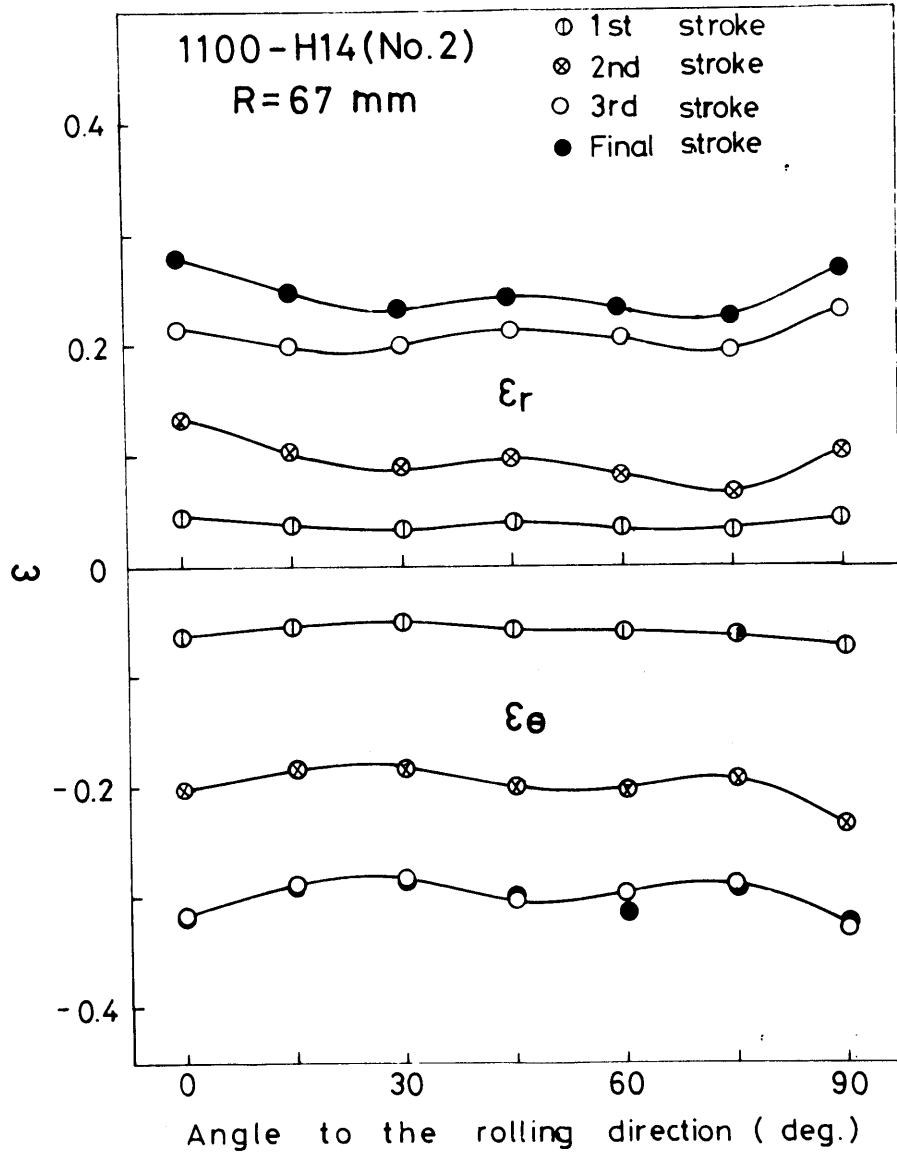 1100-H14(No.2)
R=67 mm
1st stroke
2nd stroke
3rd stroke
Final stroke
0.4
0.2
εr
ε
0
εθ
-0.2
-0.4
0 30 60 90
Angle to the rolling direction ( deg.)